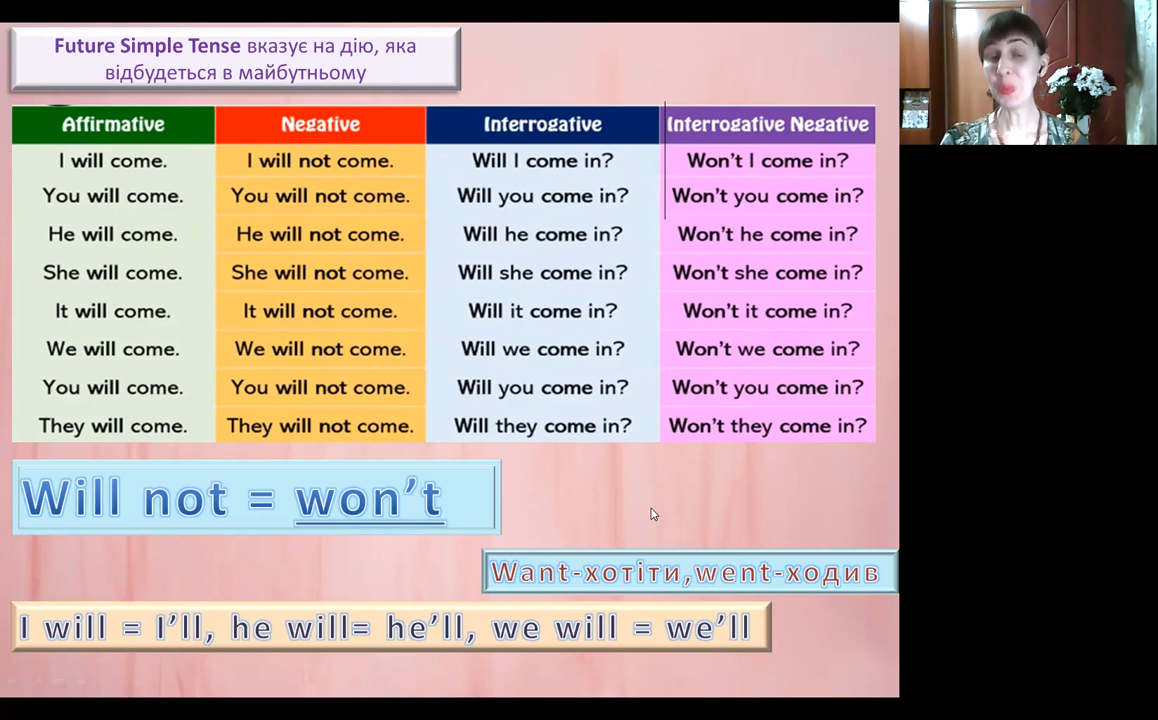 Future Simple Tense вказує на дію, яка
відбудеться в майбутньому
Affirmative Negative Interrogative Interrogative Negative
I will come. I will not come. Will I come in? Won't I come in?
You will come. You will not come. Will you come in? Won't you come in?
He will come. He will not come. Will he come in? Won't he come in?
She will come. She will not come. Will she come in? Won't she come in?
It will come. It will not come. Will it come in? Won't it come in?
We will come. We will not come. Will we come in? Won't we come in?
You will come. You will not come. Will you come in? Won't you come in?
They will come. They will not come. Will they come in? Won't they come in?
Will not = won't
Want-хотіти,went-ходив
I will = I'll, he will= he'll, we will = we'll